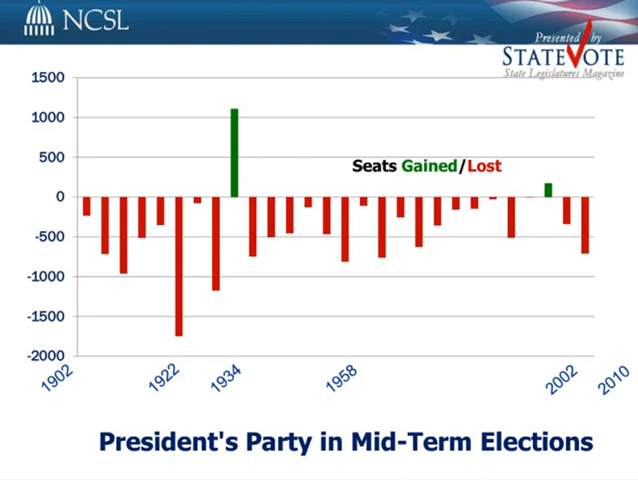 NCSL
Presented by
STATEVOTE
State Legislatures Magazine
1500
1000
500
0
-500
-1000
-1500
-2000
Seats Gained/Lost
1902
1922
1934
1958
2002
2010
President's Party in Mid-Term Elections